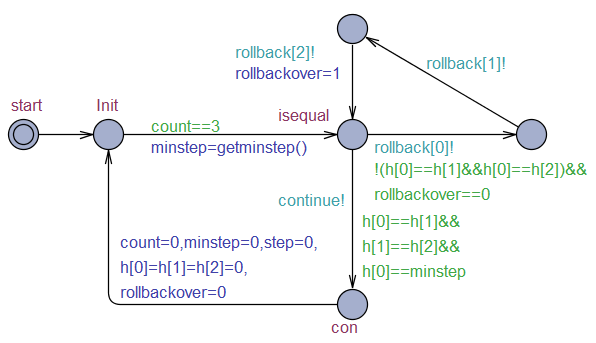 rollback[2]!
rollbackover=1
rollback[1]!
start
Init
isequal
count==3
minstep=getminstep()
rollback[0]!
!(h[0]==h[1]&&h[0]==h[2])&&
rollbackover==0
continue!
h[0]==h[1]&&
h[1]==h[2]&&
h[0]==minstep
count=0,minstep=0,step=0,
h[0]=h[1]=h[2]=0,
rollbackover=0
con